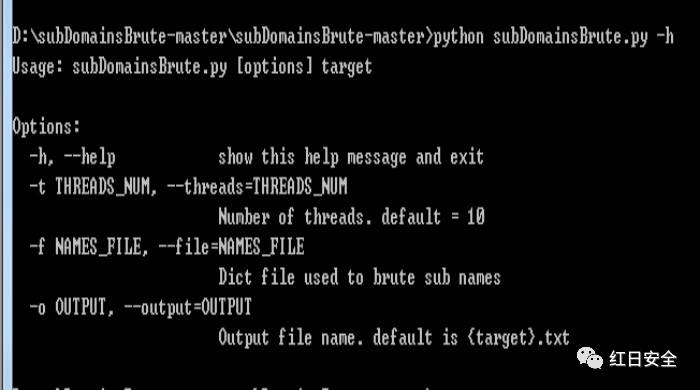 D:\subDomainsBrute-master\subDomainsBrute-master>python subDomainsBrute.py -h
Usage: subDomainsBrute.py [options] target
Options:
-h, --help            show this help message and exit
-t THREADS_NUM, --threads=THREADS_NUM
Number of threads. default = 10
-f NAMES_FILE, --file=NAMES_FILE
Dict file used to brute sub names
-o OUTPUT, --output=OUTPUT
Output file name. default is {target}.txt
红日安全